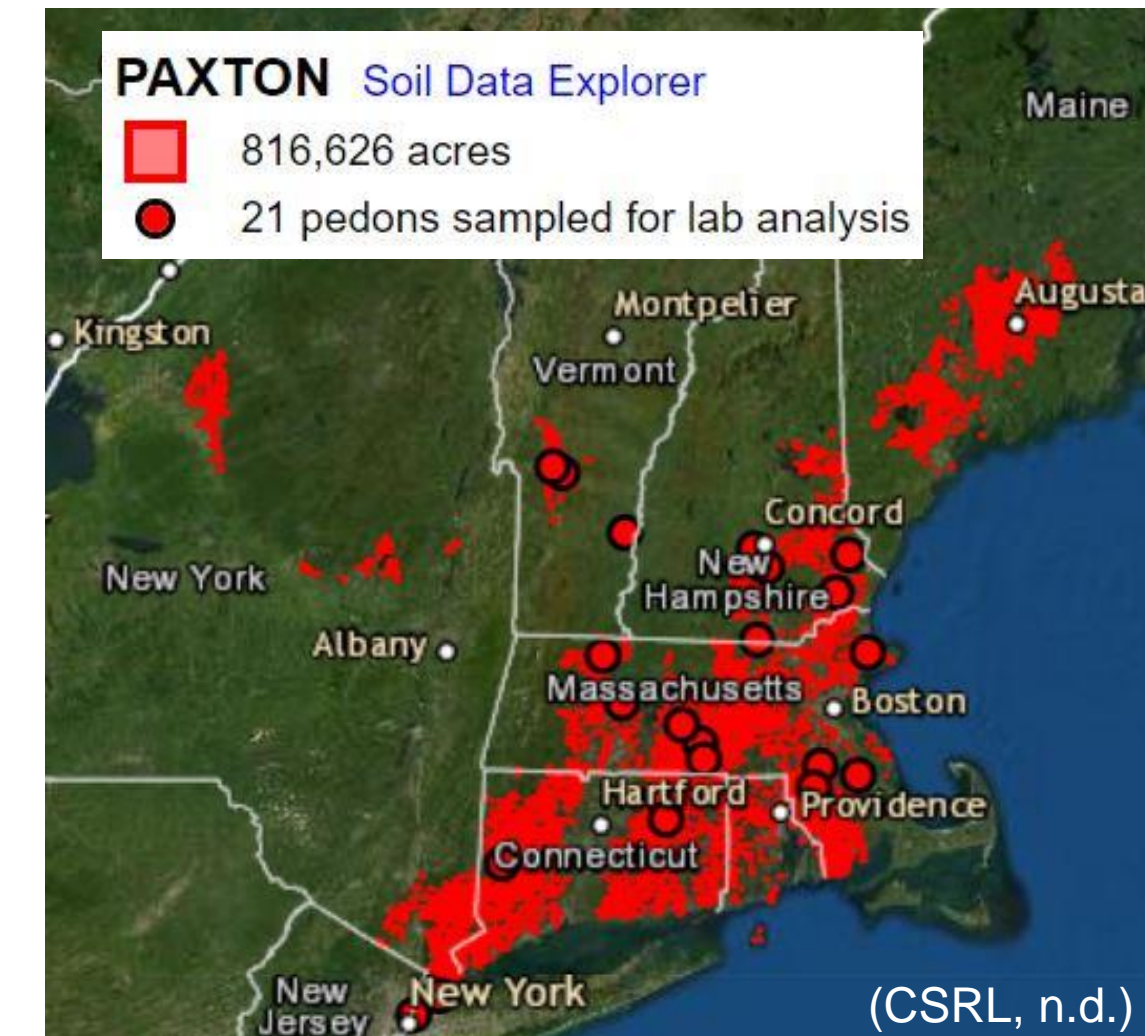 PAXTON Soil Data Explorer
816,626 acres
21 pedons sampled for lab analysis
Maine
Augusta
Montpelier
Kingston
Vermont
Concord
New York
New
Hampshire
Albany
Massachusetts
Boston
Hartford
Providence
Connecticut
New
Jersey
New York
(CSRL, n.d.)